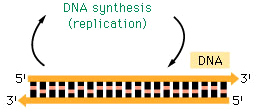 DNA synthesis
(replication)
DNA
5' 3'
3' 5'